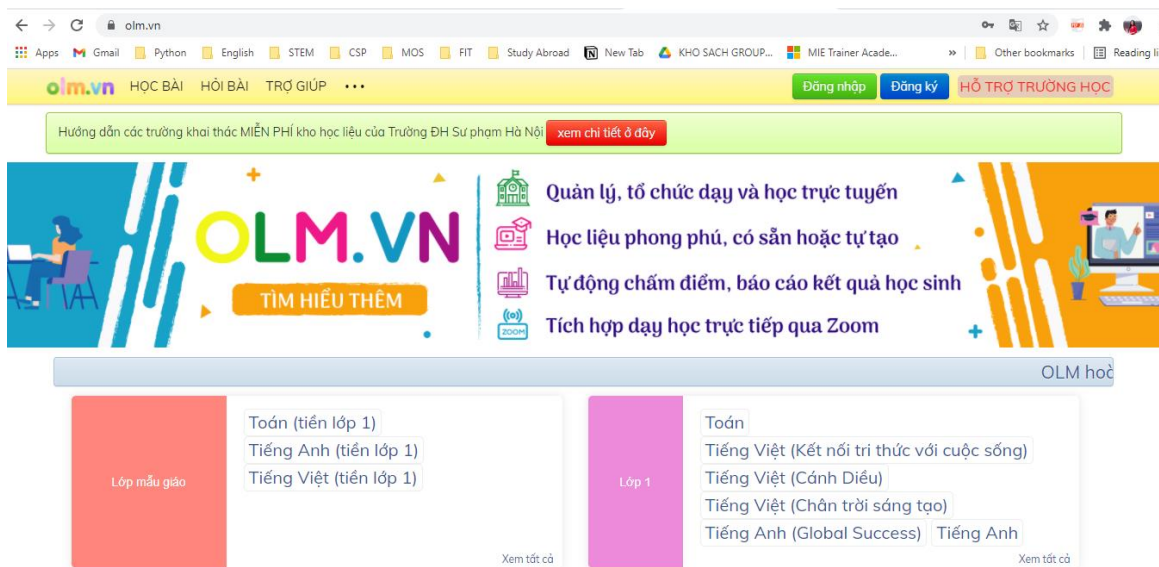 olm.vn
Apps Gmail Python English STEM CSP MOS FIT Study Abroad New Tab KHO SACH GROUP... MIE Trainer Acade... » Other bookmarks Reading li
olm.vn HỌC BÀI HỎI BÀI TRỢ GIÚP ••• Đăng nhập Đăng ký HỖ TRỢ TRƯỜNG HỌC
Hướng dẫn các trường khai thác MIỄN PHÍ kho học liệu của Trường ĐH Sư phạm Hà Nội xem chi tiết ở đây
OLM.VN
TÌM HIỂU THÊM
Quản lý, tổ chức dạy và học trực tuyến
Học liệu phong phú, có sẵn hoặc tự tạo
Tự động chấm điểm, báo cáo kết quả học sinh
ZOOM
Tích hợp dạy học trực tiếp qua Zoom
OLM hoà
Lớp mẫu giáo
Toán (tiền lớp 1)
Tiếng Anh (tiền lớp 1)
Tiếng Việt (tiền lớp 1)
Xem tất cả
Lớp 1
Toán
Tiếng Việt (Kết nối tri thức với cuộc sống)
Tiếng Việt (Cánh Diều)
Tiếng Việt (Chân trời sáng tạo)
Tiếng Anh (Global Success) Tiếng Anh
Xem tất cả